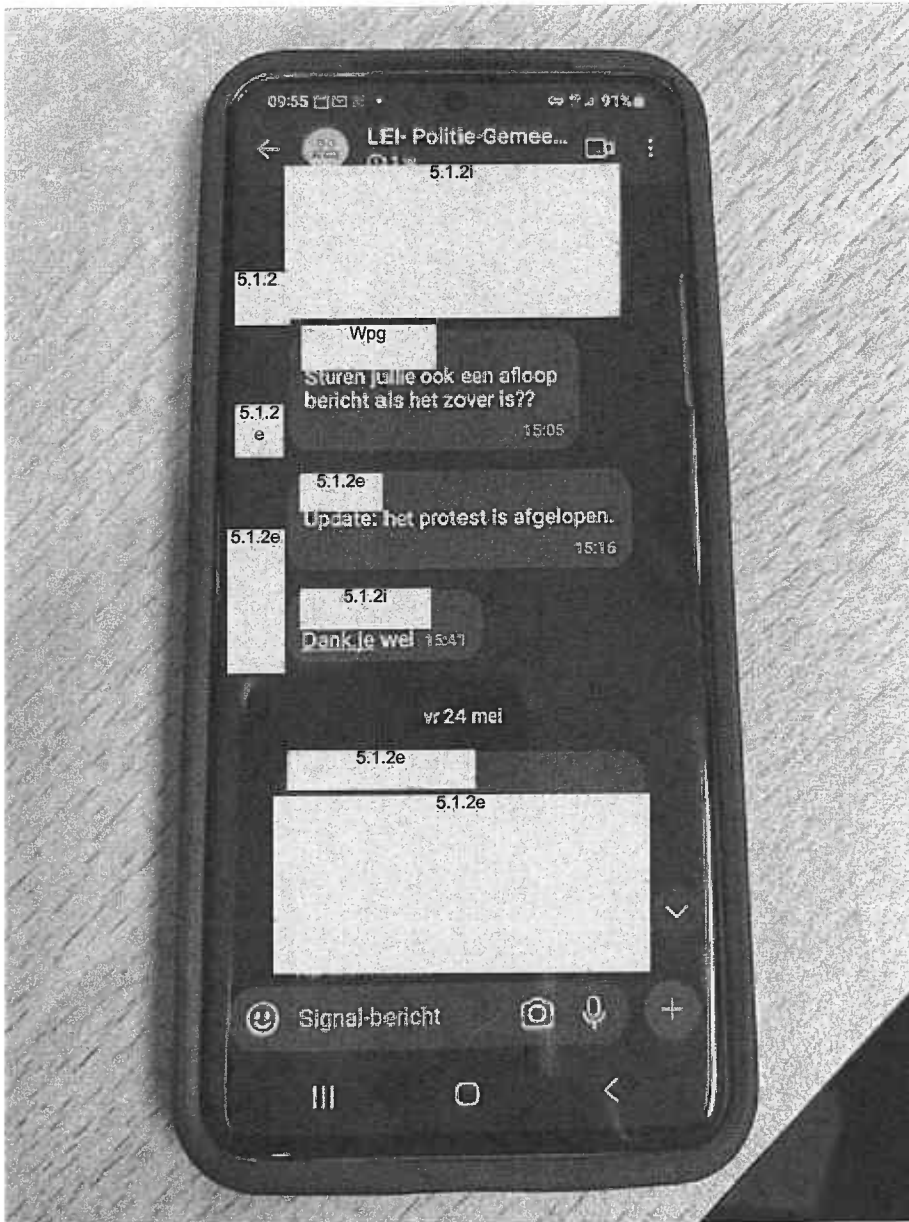 09:55
91%
LEI- Politie-Gemee...
5.1.2i
5.1.2
Wpg
Sturen jullie ook een afloop
bericht als het zover is??
15:05
5.1.2
e
5.1.2e
Update: het protest is afgelopen.
15:16
5.1.2e
5.1.2i
Dank je wel 15:41
vr 24 mei
5.1.2e
5.1.2e
Signal-bericht